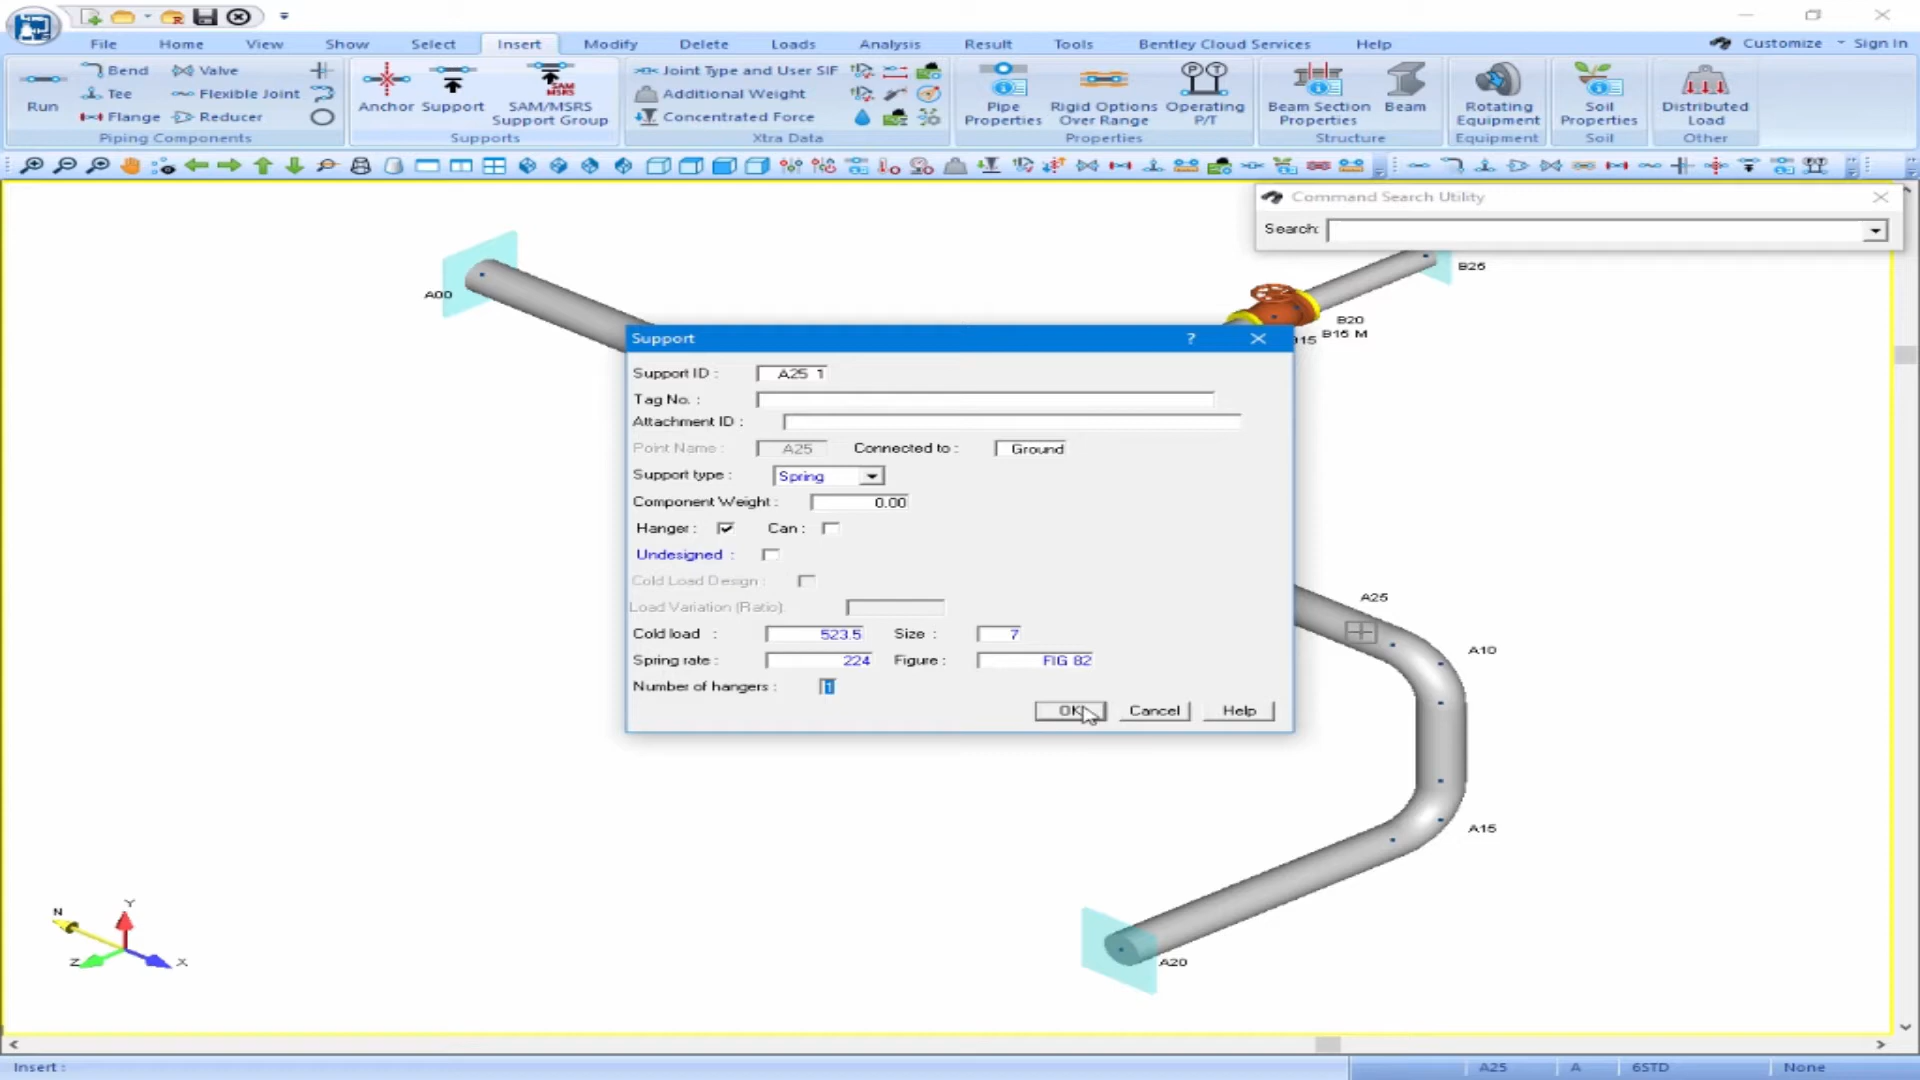 File Home View Show Select Insert Modify Delete Loads Analysis Result Tools Bentley Cloud Services Help Customize Sign In
Run
Bend Valve
Tee Flexible Joint
Flange Reducer
Piping Components
Anchor Support SAM/MSRS Support Group
SAM MSRS
Supports
Joint Type and User SIF
Additional Weight
Concentrated Force
Xtra Data
Pipe Properties
Rigid Options Over Range
P T
Operating P/T
Properties
Beam Section Properties
Beam
Structure
Rotating Equipment
Equipment
Soil Properties
Soil
Distributed Load
Other
Command Search Utility
Search:
A00
B26
B20
B16 M
Support ?
Support ID : A25 1
Tag No. :
Attachment ID :
Point Name : A25 Connected to : Ground
Support type : Spring
Component Weight : 0.00
Hanger : Can :
Undesigned :
Cold Load Design :
Load Variation (Ratio)
Cold load : 523.5 Size : 7
Spring rate : 224 Figure : FIG 82
Number of hangers : 1
OK Cancel Help
A25
A10
A15
A20
N Y Z X
Insert : A25 A 6STD None